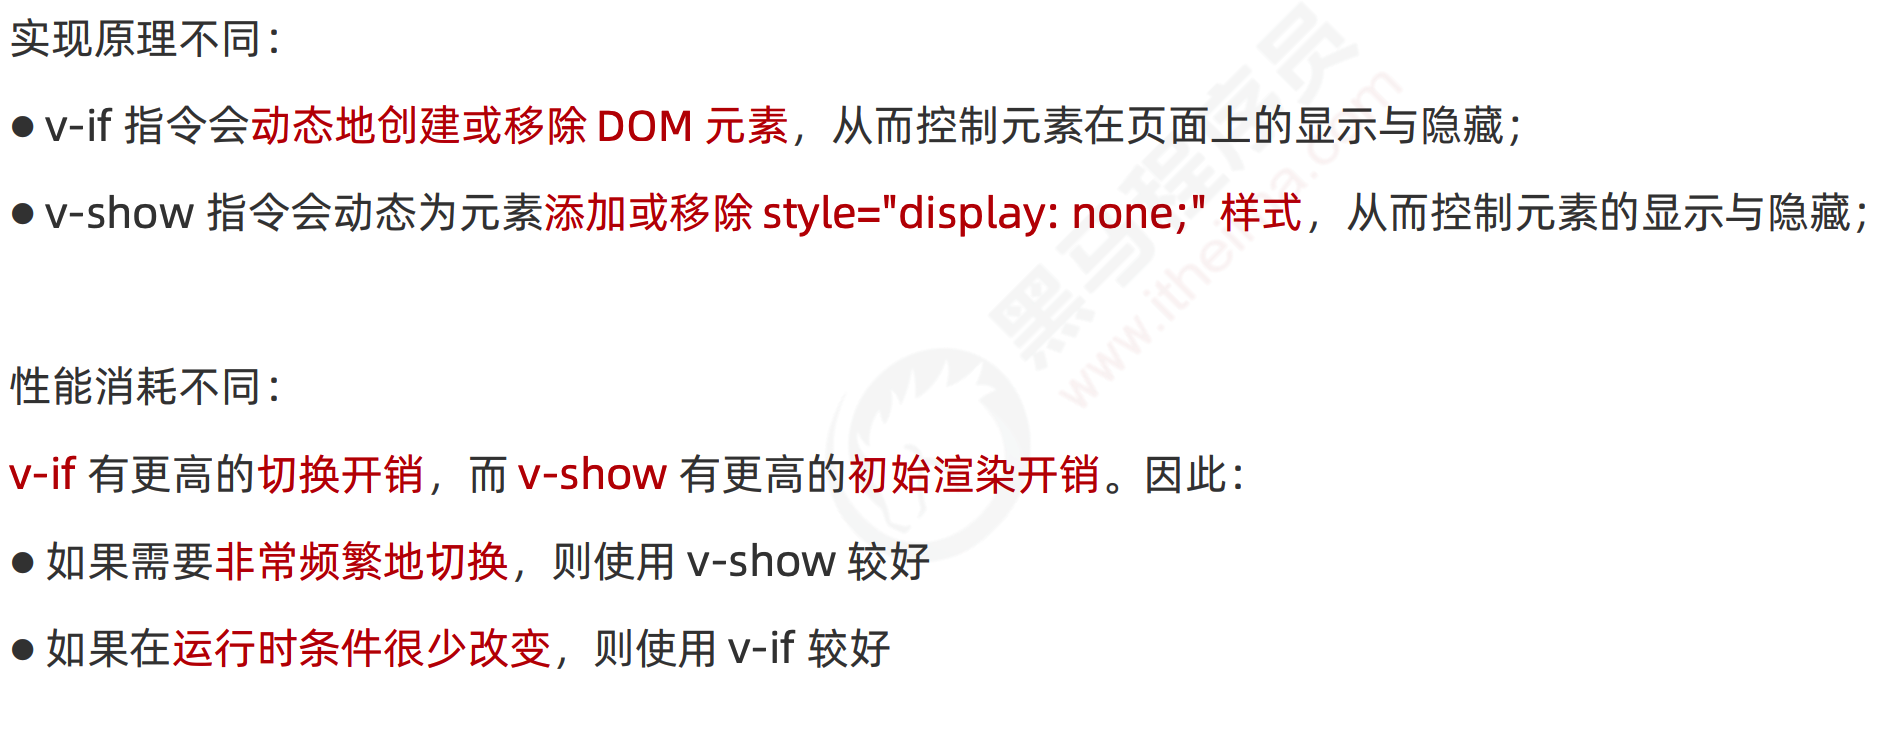 实现原理不同：
● v-if 指令会动态地创建或移除 DOM 元素，从而控制元素在页面上的显示与隐藏；
● v-show 指令会动态为元素添加或移除 style="display: none;" 样式，从而控制元素的显示与隐藏；
性能消耗不同：
v-if 有更高的切换开销，而 v-show 有更高的初始渲染开销。因此：
● 如果需要非常频繁地切换，则使用 v-show 较好
● 如果在运行时条件很少改变，则使用 v-if 较好
黑马程序员
www.itheima.com